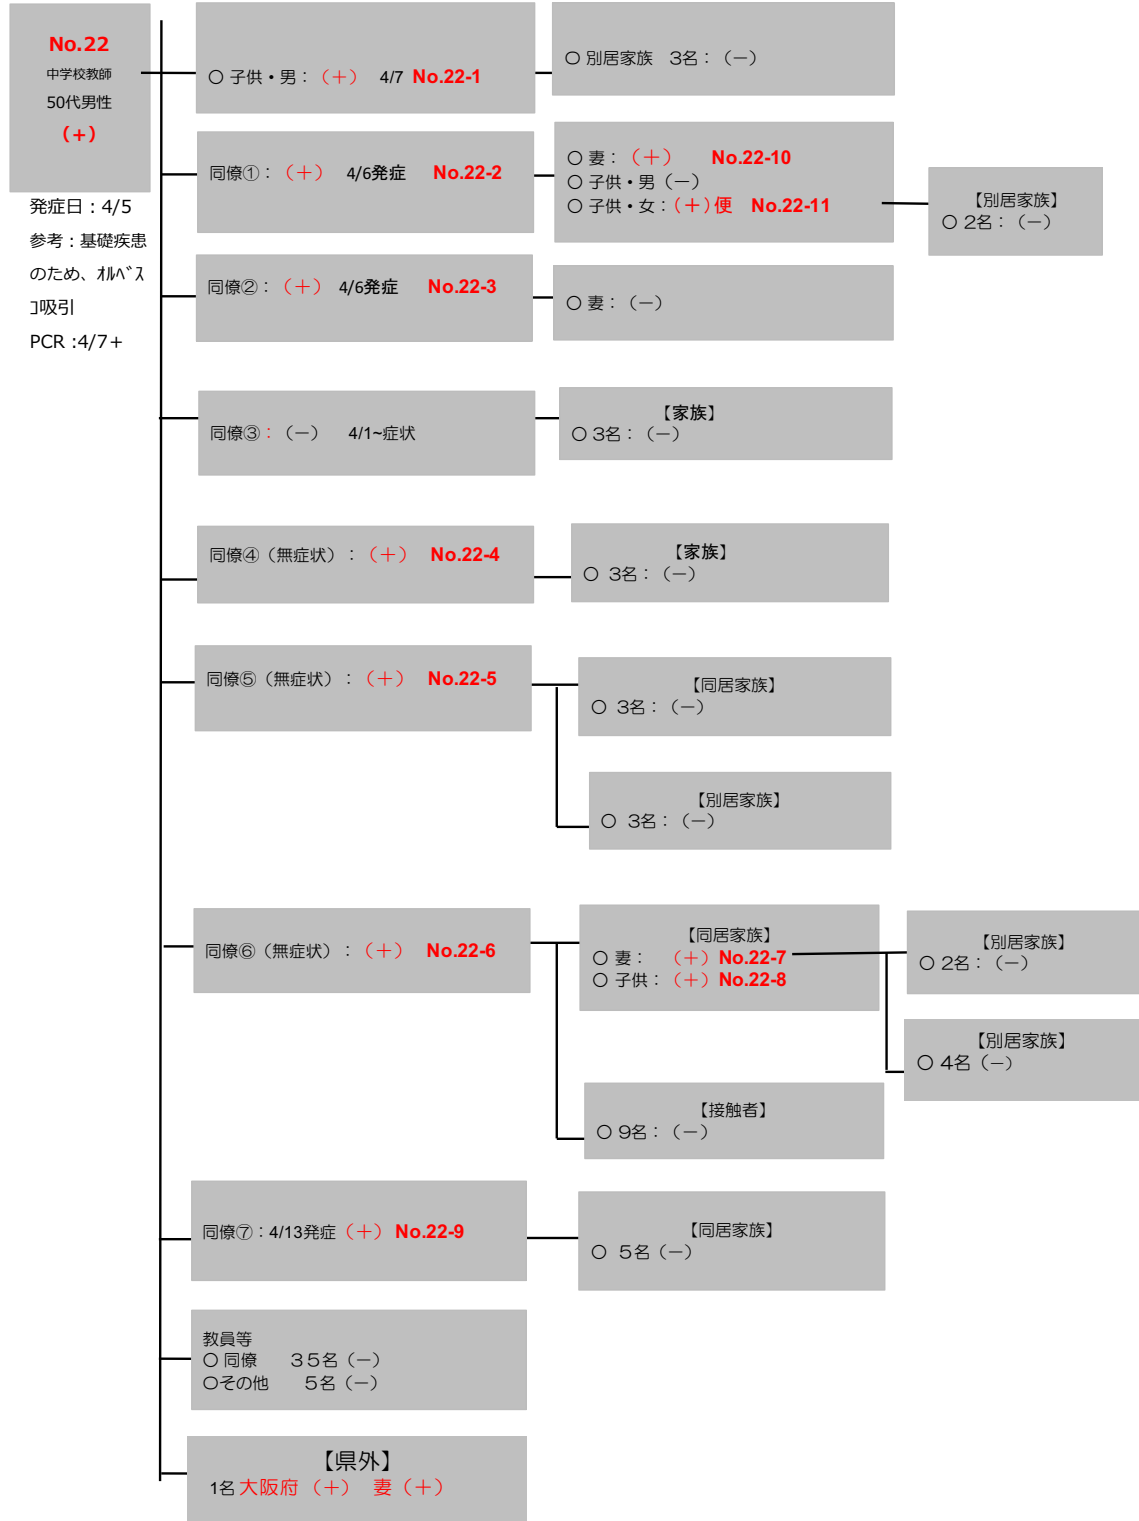 No.22
中学校教師
50代男性
(+)
発症日：4/5
参考：基礎疾患
のため、ｵﾙﾍﾞｽ
ｺ吸引
PCR :4/7+
○ 子供・男：（＋） 4/7 No.22-1
○ 別居家族 3名：（－）
同僚①：（＋） 4/6発症 No.22-2
○ 妻：（＋） No.22-10
○ 子供・男（－）
○ 子供・女：（＋）便 No.22-11
【別居家族】
○ 2名：（－）
同僚②：（＋） 4/6発症 No.22-3
○ 妻：（－）
同僚③：（－） 4/1~症状
【家族】
○ 3名：（－）
同僚④（無症状）：（＋） No.22-4
【家族】
○ 3名：（－）
同僚⑤（無症状）：（＋） No.22-5
【同居家族】
○ 3名：（－）
【別居家族】
○ 3名：（－）
同僚⑥（無症状）：（＋） No.22-6
【同居家族】
○ 妻：（＋）No.22-7
○ 子供：（＋）No.22-8
【別居家族】
○ 2名：（－）
【別居家族】
○ 4名（－）
【接触者】
○ 9名：（－）
同僚⑦：4/13発症（＋）No.22-9
【同居家族】
○ 5名（－）
教員等
○ 同僚 ３５名（－）
○その他 ５名（－）
【県外】
1名 大阪府（＋） 妻（＋）